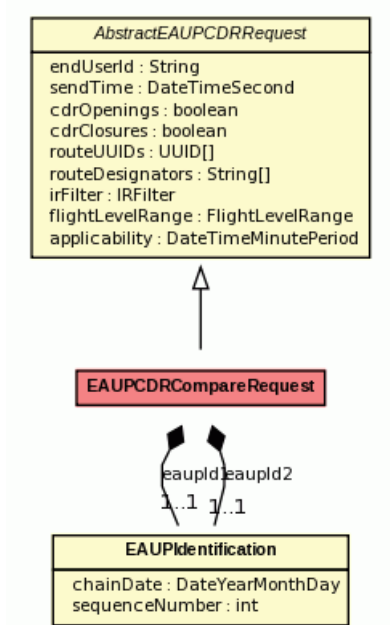 AbstractEAUPCDRRequest
endUserId : String
sendTime : DateTimeSecond
cdrOpenings : boolean
cdrClosures : boolean
routeUUIDs : UUID[]
routeDesignators : String[]
irFilter : IRFilter
flightLevelRange : FlightLevelRange
applicability : DateTimeMinutePeriod
EAUPCDRCompareRequest
eaupId1 eaupId2
1..1 1..1
EAUPIdentification
chainDate : DateYearMonthDay
sequenceNumber : int